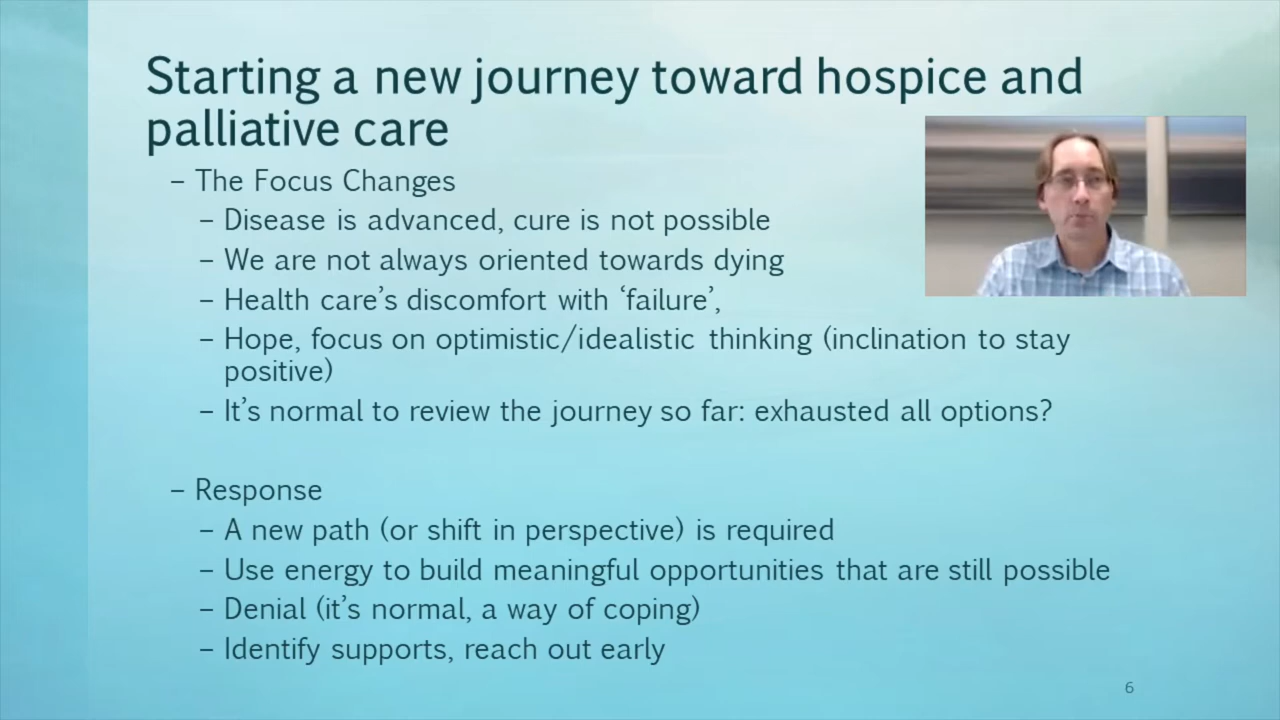 Starting a new journey toward hospice and
palliative care
– The Focus Changes
– Disease is advanced, cure is not possible
– We are not always oriented towards dying
– Health care’s discomfort with ‘failure’,
– Hope, focus on optimistic/idealistic thinking (inclination to stay
positive)
– It’s normal to review the journey so far: exhausted all options?
– Response
– A new path (or shift in perspective) is required
– Use energy to build meaningful opportunities that are still possible
– Denial (it’s normal, a way of coping)
– Identify supports, reach out early
6